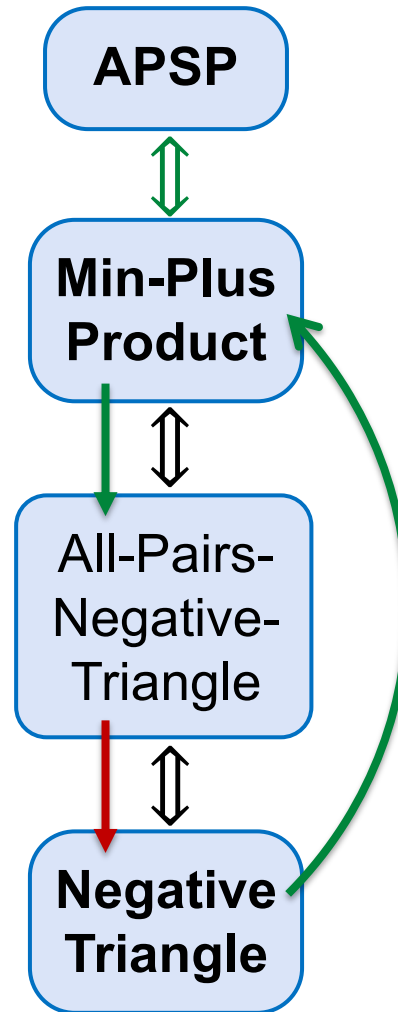 APSP
Min-Plus
Product
All-Pairs-
Negative-
Triangle
Negative
Triangle